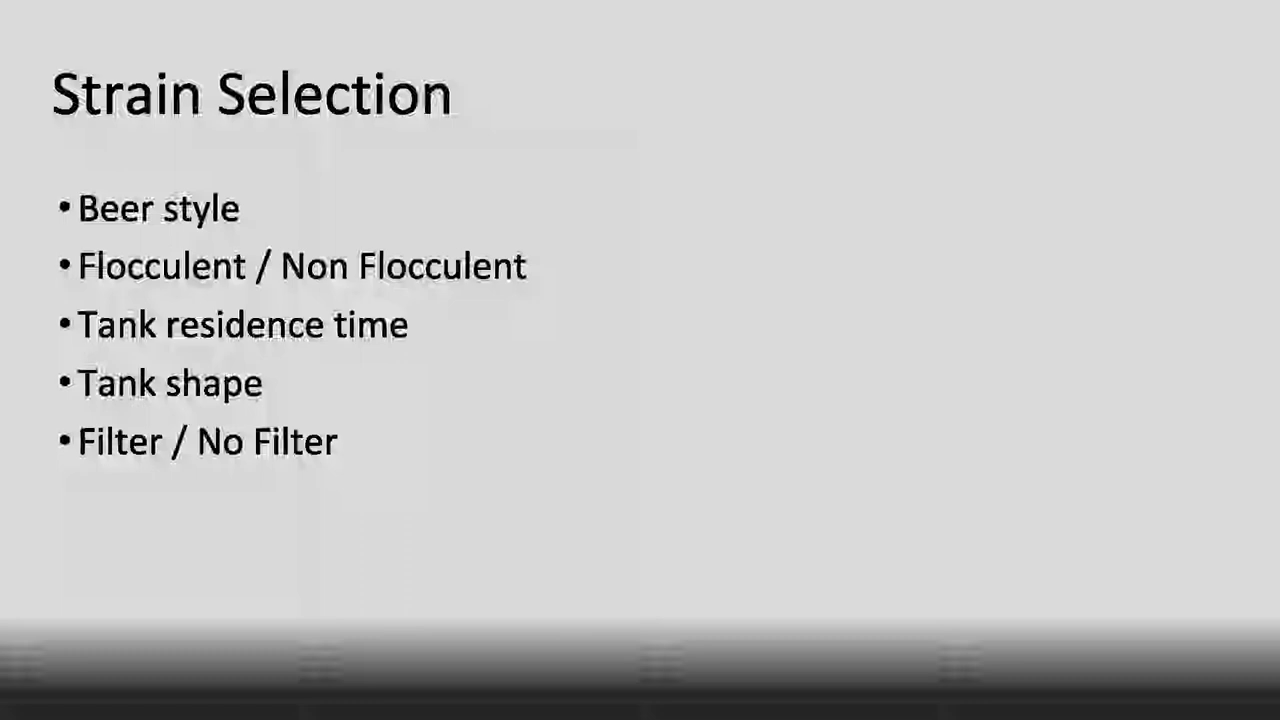 Strain Selection
• Beer style
• Flocculent / Non Flocculent
• Tank residence time
• Tank shape
• Filter / No Filter